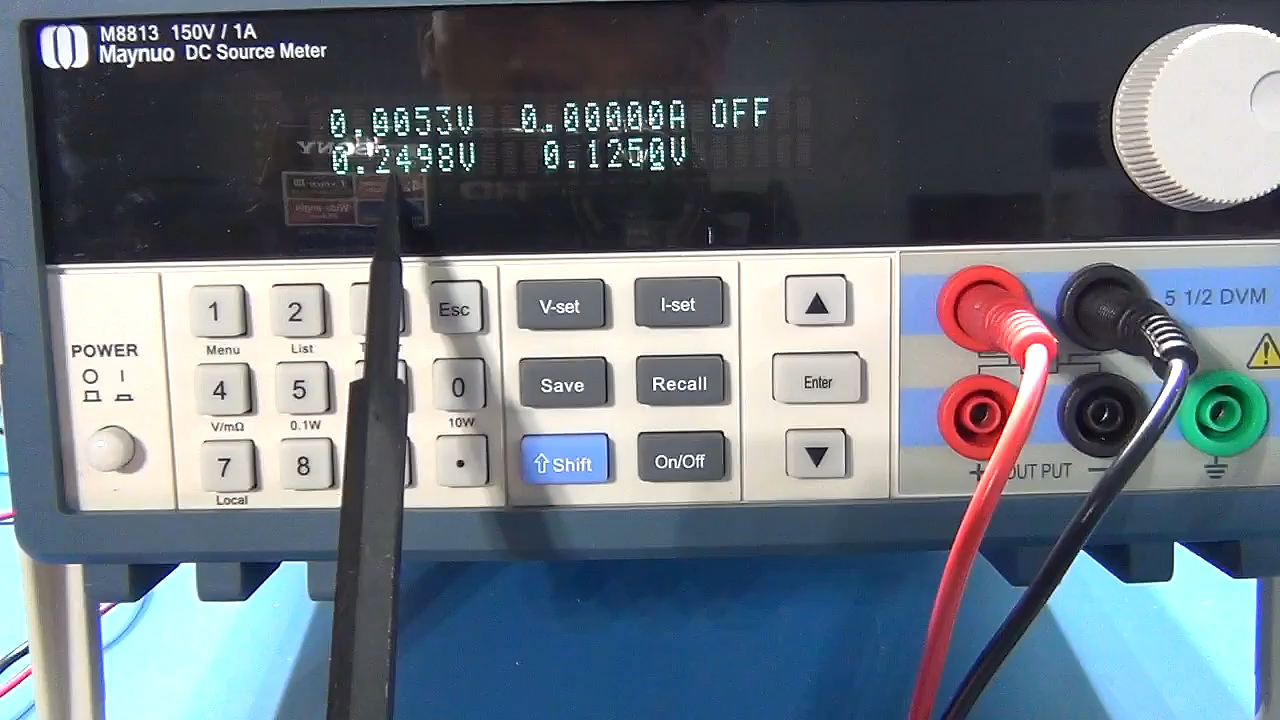 M8813 150V / 1A
Maynuo DC Source Meter
0.0053V 0.00000A OFF
0.2498V 0.1250V
SONY
POWER
O I
1 2 Esc V-set I-set
Menu List
4 5 0 Save Recall Enter
V/mΩ 0.1W 10W
7 8 . Shift On/Off
Local
5 1/2 DVM
+ OUT PUT −